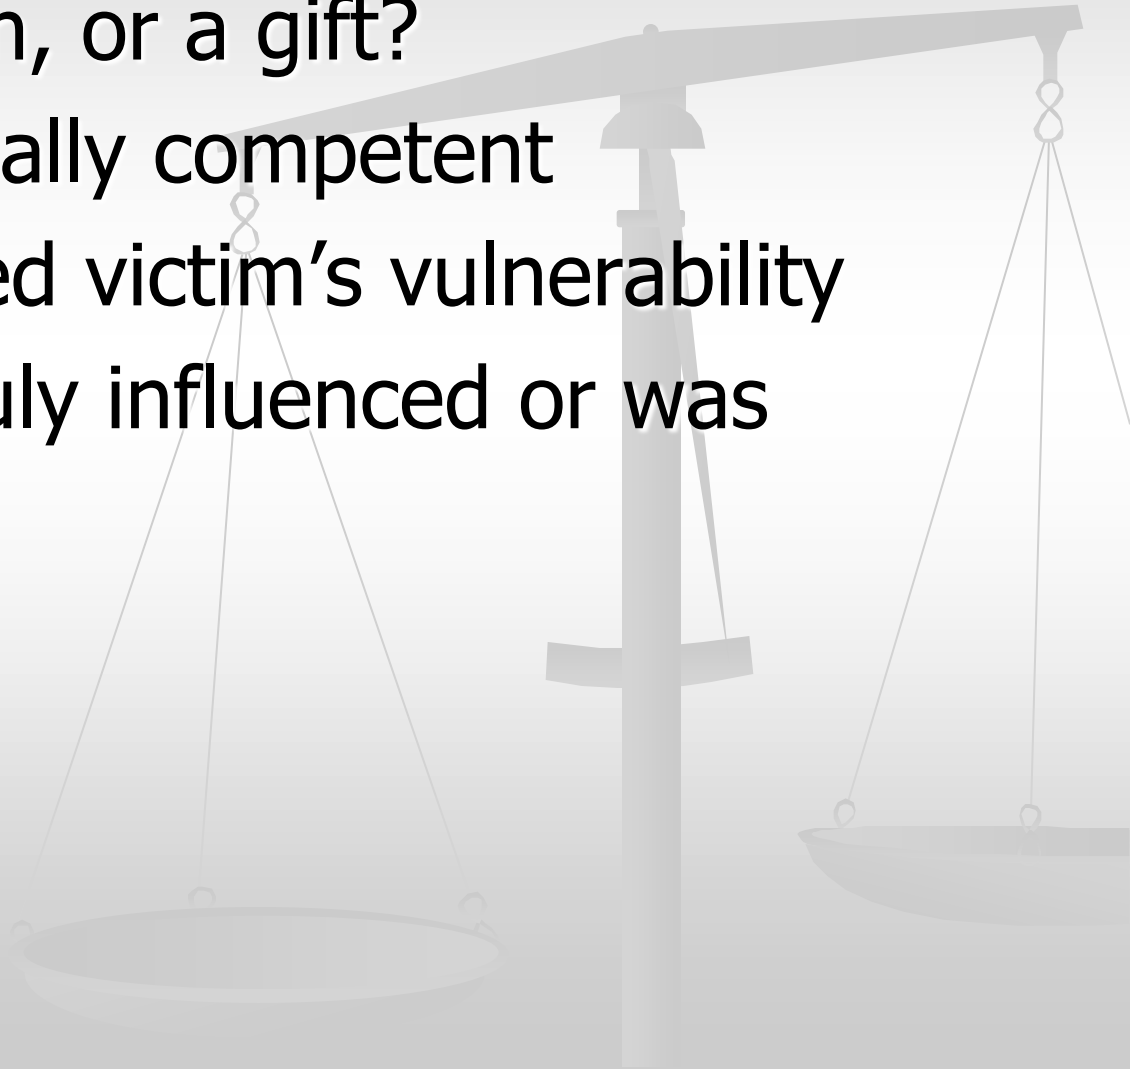 n, or a gift?
ally competent
ed victim’s vulnerability
uly influenced or was